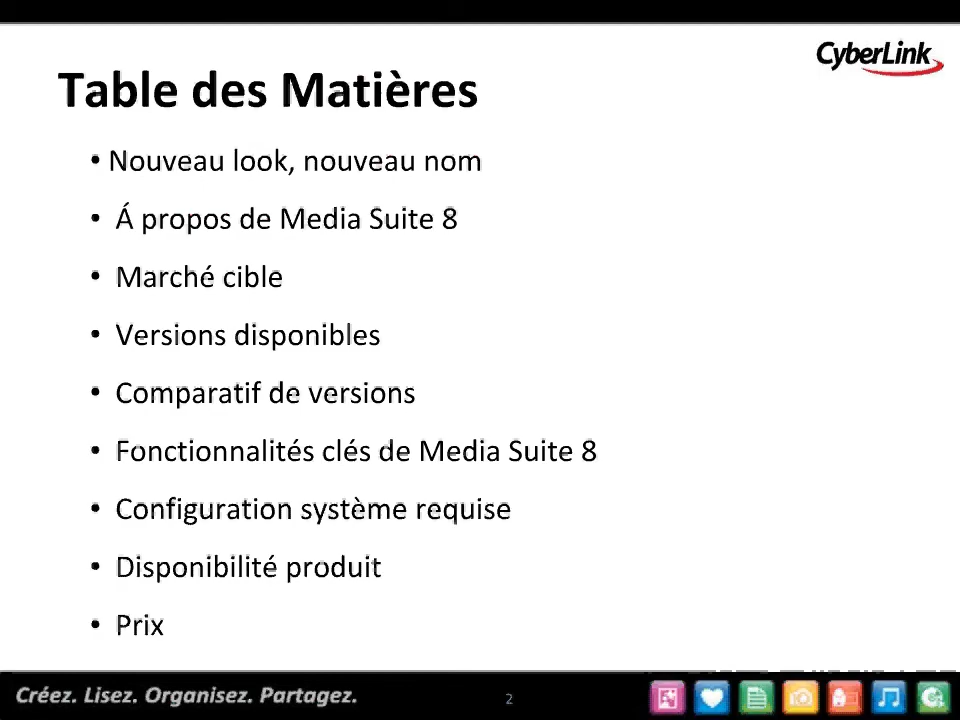 CyberLink
Table des Matières
• Nouveau look, nouveau nom
• Á propos de Media Suite 8
• Marché cible
• Versions disponibles
• Comparatif de versions
• Fonctionnalités clés de Media Suite 8
• Configuration système requise
• Disponibilité produit
• Prix
Créez. Lisez. Organisez. Partagez.
2